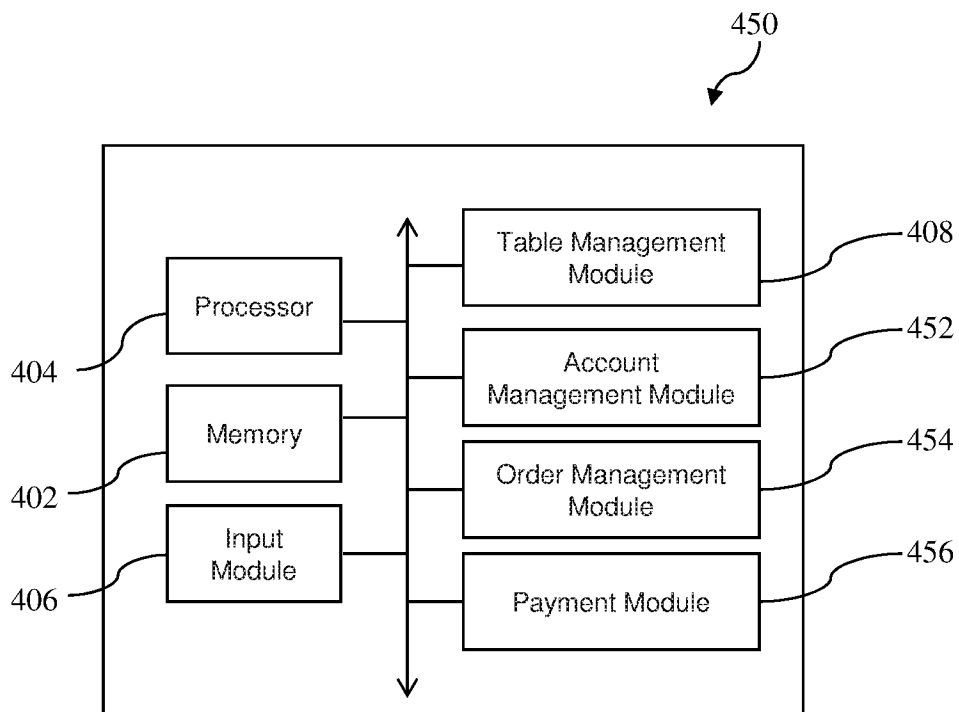 450
Table Management
Module
408
Processor
404
Account
Management Module
452
Memory
402
Order Management
Module
454
Input
Module
406
Payment Module
456